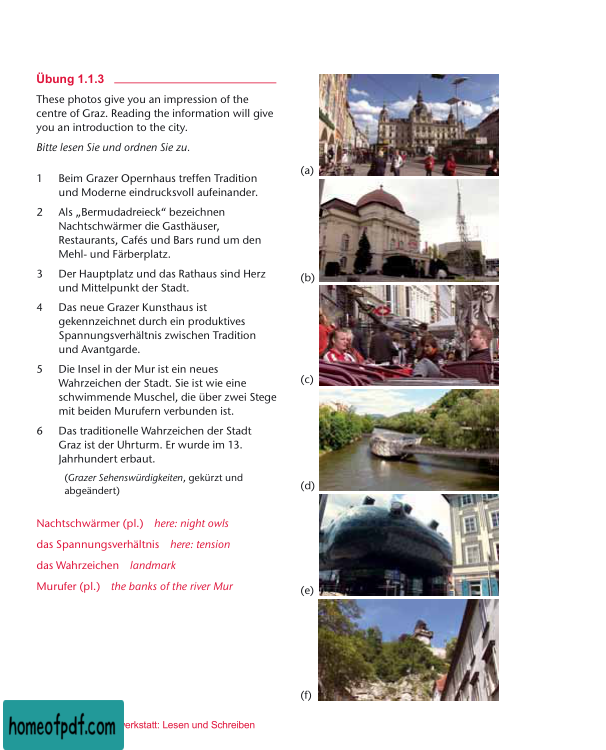 Übung 1.1.3
These photos give you an impression of the
centre of Graz. Reading the information will give
you an introduction to the city.
Bitte lesen Sie und ordnen Sie zu.
1 Beim Grazer Opernhaus treffen Tradition
und Moderne eindrucksvoll aufeinander.
2 Als „Bermudadreieck“ bezeichnen
Nachtschwärmer die Gasthäuser,
Restaurants, Cafés und Bars rund um den
Mehl- und Färberplatz.
3 Der Hauptplatz und das Rathaus sind Herz
und Mittelpunkt der Stadt.
4 Das neue Grazer Kunsthaus ist
gekennzeichnet durch ein produktives
Spannungsverhältnis zwischen Tradition
und Avantgarde.
5 Die Insel in der Mur ist ein neues
Wahrzeichen der Stadt. Sie ist wie eine
schwimmende Muschel, die über zwei Stege
mit beiden Murufern verbunden ist.
6 Das traditionelle Wahrzeichen der Stadt
Graz ist der Uhrturm. Er wurde im 13.
Jahrhundert erbaut.
(Grazer Sehenswürdigkeiten, gekürzt und
abgeändert)
Nachtschwärmer (pl.) here: night owls
das Spannungsverhältnis here: tension
das Wahrzeichen landmark
Murufer (pl.) the banks of the river Mur
(a)
(b)
(c)
(d)
(e)
(f)
homeofpdf.com
erkstatt: Lesen und Schreiben